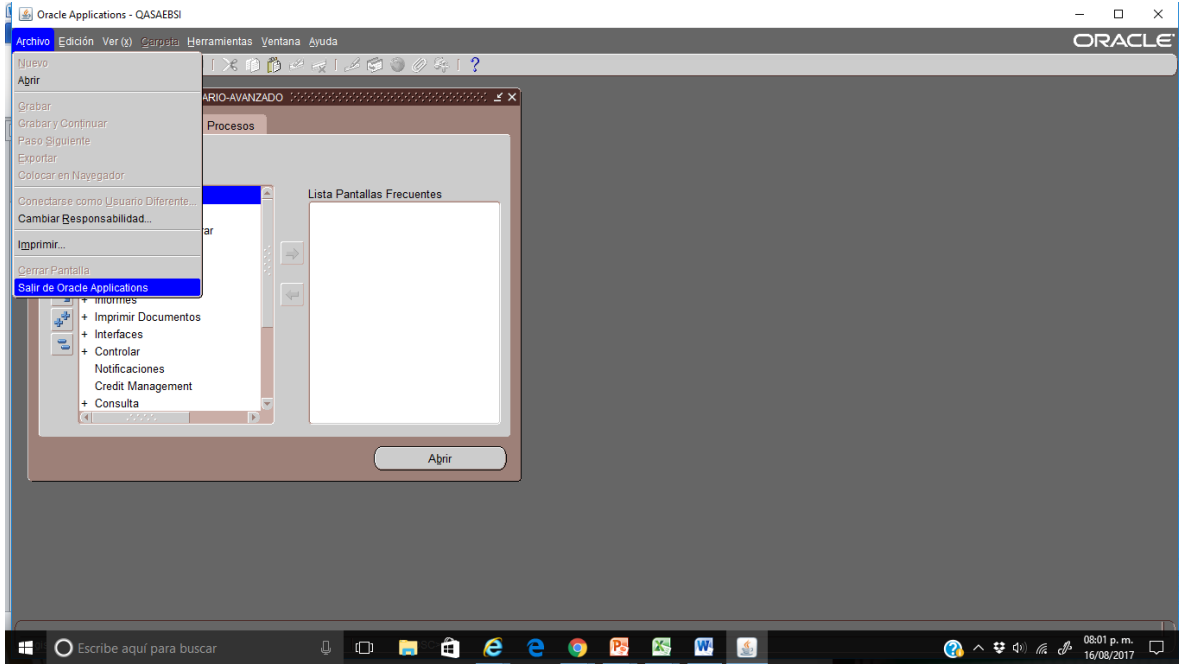 Oracle Applications - QASAEBSI
Archivo Edición Ver (x) Carpeta Herramientas Ventana Ayuda
ORACLE
Nuevo
Abrir
ARIO-AVANZADO
Grabar
Grabar y Continuar
Procesos
Paso Siguiente
Exportar
Colocar en Navegador
Lista Pantallas Frecuentes
Conectarse como Usuario Diferente...
Cambiar Responsabilidad...
rar
Imprimir...
Cerrar Pantalla
Salir de Oracle Applications
+ Informes
+ Imprimir Documentos
+ Interfaces
+ Controlar
Notificaciones
Credit Management
+ Consulta
Abrir
Escribe aquí para buscar
08:01 p. m.
16/08/2017